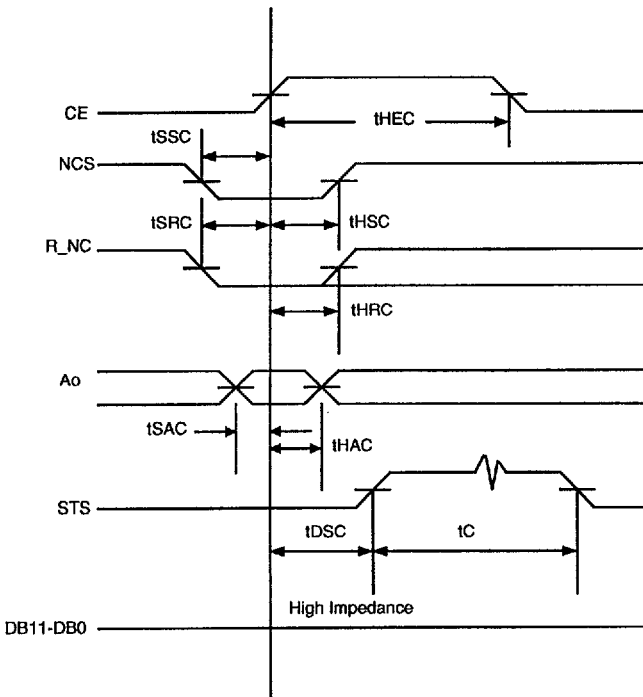 CE
tHEC
tSSC
NCS
tSRC
tHSC
R_NC
tHRC
Ao
tSAC
tHAC
STS
tDSC
tC
High Impedance
DB11-DB0